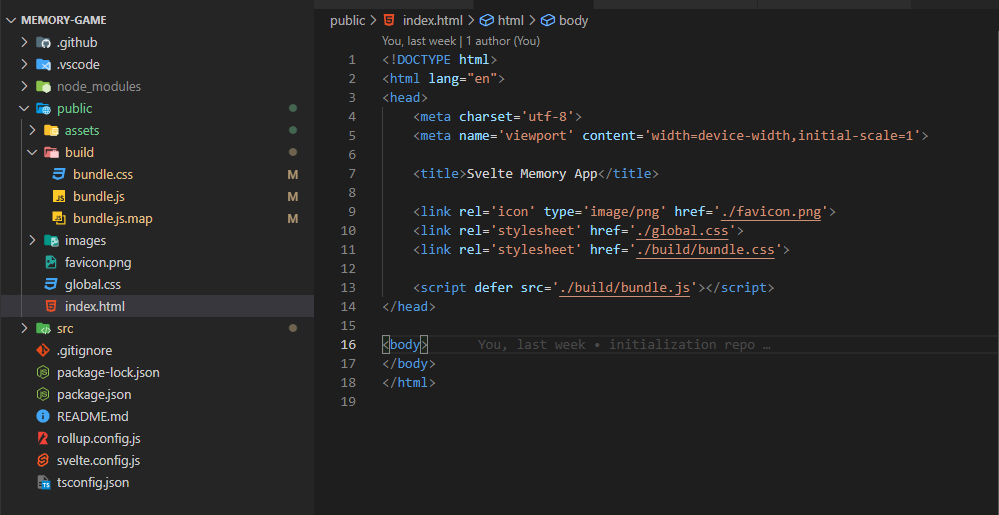 MEMORY-GAME
.github
.vscode
node_modules
public
assets
build
bundle.css M
JS bundle.js M
JS bundle.js.map M
images
favicon.png
global.css
index.html
src
.gitignore
package-lock.json
package.json
README.md
rollup.config.js
svelte.config.js
TS tsconfig.json
public > index.html > html > body
You, last week | 1 author (You)
1 <!DOCTYPE html>
2 <html lang="en">
3 <head>
4 <meta charset='utf-8'>
5 <meta name='viewport' content='width=device-width,initial-scale=1'>
6
7 <title>Svelte Memory App</title>
8
9 <link rel='icon' type='image/png' href='./favicon.png'>
10 <link rel='stylesheet' href='./global.css'>
11 <link rel='stylesheet' href='./build/bundle.css'>
12
13 <script defer src='./build/bundle.js'></script>
14 </head>
15
16 <body> You, last week • initialization repo …
17 </body>
18 </html>
19